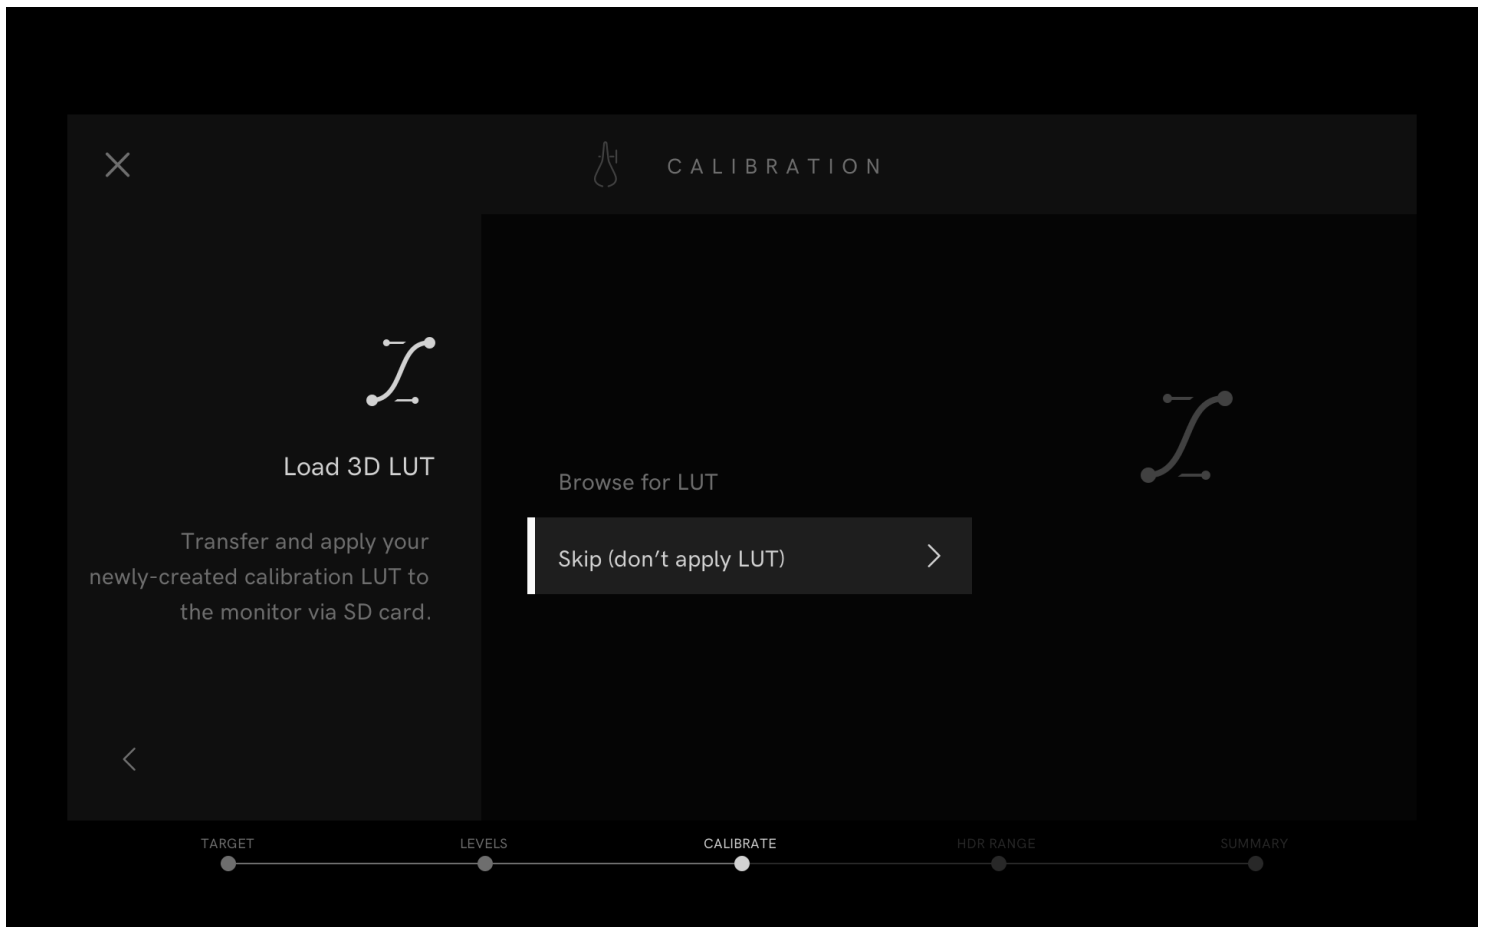 CALIBRATION
Load 3D LUT
Transfer and apply your
newly-created calibration LUT to
the monitor via SD card.
Browse for LUT
Skip (don’t apply LUT)
TARGET
LEVELS
CALIBRATE
HDR RANGE
SUMMARY